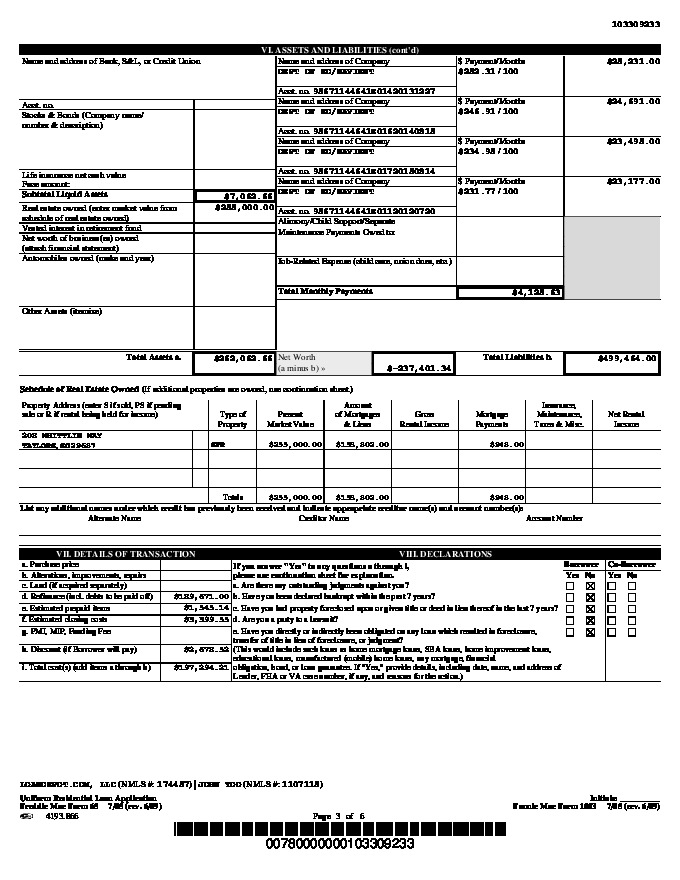 103309233
VI. ASSETS AND LIABILITIES (cont'd)
Name and address of Bank, S&L, or Credit Union
Name and address of Company
$ Payment/Months
$28,231.00
DEPT OF ED/NAVIENT
$282.31 / 100
Acct. no. 98671144641E01420131227
Acct. no.
Name and address of Company
$ Payment/Months
$24,691.00
Stocks & Bonds (Company name/
number & description)
DEPT OF ED/NAVIENT
$246.91 / 100
Acct. no. 98671144641E01620140818
Name and address of Company
$ Payment/Months
$23,498.00
DEPT OF ED/NAVIENT
$234.98 / 100
Life insurance net cash value
Acct. no. 98671144641E01720150814
Face amount:
Name and address of Company
$ Payment/Months
$23,177.00
Subtotal Liquid Assets
$7,062.66
DEPT OF ED/NAVIENT
$231.77 / 100
Real estate owned (enter market value from
schedule of real estate owned)
$255,000.00
Acct. no. 98671144641E01120120720
Vested interest in retirement fund
Alimony/Child Support/Separate
Maintenance Payments Owed to:
Net worth of business(es) owned
(attach financial statement)
Automobiles owned (make and year)
Job-Related Expense (child care, union dues, etc.)
Total Monthly Payments
$4,128.63
Other Assets (itemize)
Total Assets a.
$262,062.66
Net Worth
(a minus b) »
$-237,401.34
Total Liabilities b.
$499,464.00
Schedule of Real Estate Owned (If additional properties are owned, use continuation sheet.)
Property Address (enter S if sold, PS if pending
sale or R if rental being held for income)
Type of
Property
Present
Market Value
Amount
of Mortgages
& Liens
Gross
Rental Income
Mortgage
Payments
Insurance,
Maintenance,
Taxes & Misc.
Net Rental
Income
TAYLORS, SC29687
SFR
$255,000.00
$188,802.00
$948.00
Totals
$255,000.00
$188,802.00
$948.00
List any additional names under which credit has previously been received and indicate appropriate creditor name(s) and account number(s):
Alternate Name
Creditor Name
Account Number
VII. DETAILS OF TRANSACTION
VIII. DECLARATIONS
a. Purchase price
b. Alterations, improvements, repairs
c. Land (if acquired separately)
d. Refinance (incl. debts to be paid off)
$189,671.00
e. Estimated prepaid items
$1,545.14
f. Estimated closing costs
$3,399.55
g. PMI, MIP, Funding Fee
h. Discount (if Borrower will pay)
$2,678.52
i. Total cost(s) (add items a through h)
$197,294.21
If you answer "Yes" to any questions a through i,
please use continuation sheet for explanation.
Borrower
Co-Borrower
Yes No
Yes No
a. Are there any outstanding judgments against you?
b. Have you been declared bankrupt within the past 7 years?
c. Have you had property foreclosed upon or given title or deed in lieu thereof in the last 7 years?
d. Are you a party to a lawsuit?
e. Have you directly or indirectly been obligated on any loan which resulted in foreclosure,
transfer of title in lieu of foreclosure, or judgment?
(This would include such loans as home mortgage loans, SBA loans, home improvement loans,
educational loans, manufactured (mobile) home loans, any mortgage, financial
obligation, bond, or loan guarantee. If "Yes," provide details, including date, name, and address of
Lender, FHA or VA case number, if any, and reasons for the action.)
LOANDEPOT.COM, LLC (NMLS #: 174457) | JOHN YOO (NMLS #: 1107118)
Uniform Residential Loan Application
Freddie Mac Form 65 7/05 (rev. 6/09)
4193.866
Page 3 of 6
Initials:
Fannie Mae Form 1003 7/05 (rev. 6/09)
00780000000103309233